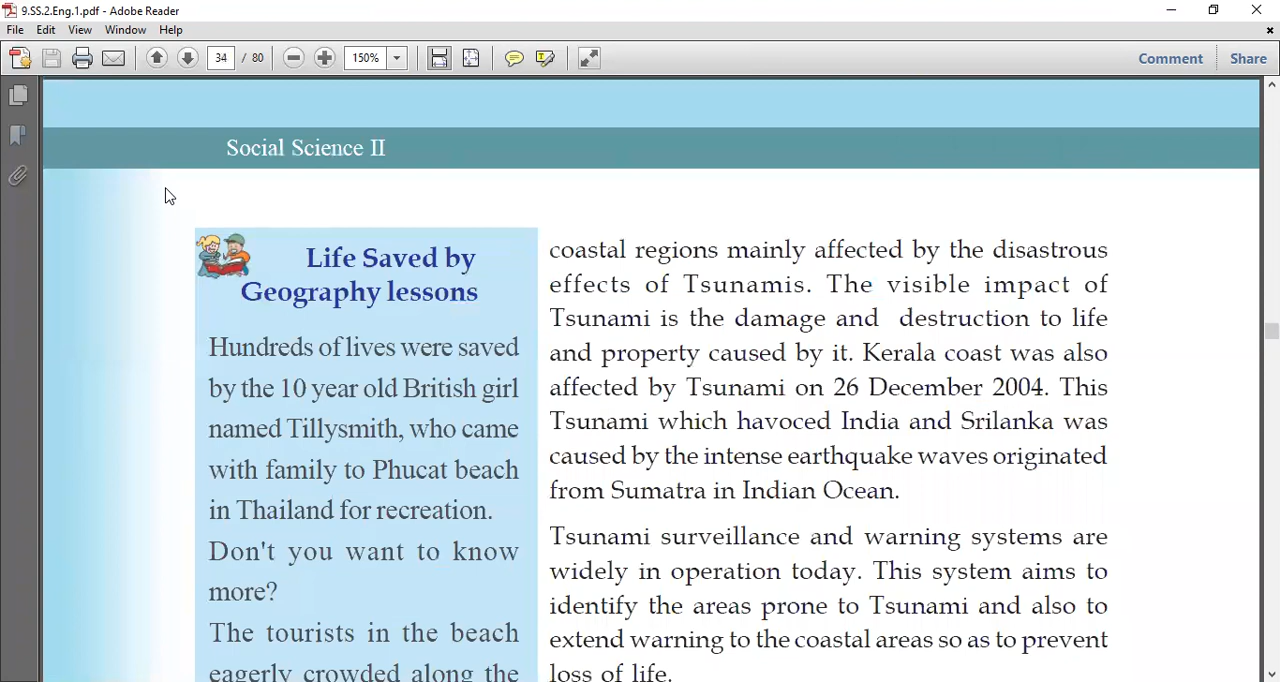 9.SS.2.Eng.1.pdf - Adobe Reader
File Edit View Window Help
34 / 80 150% Comment Share
Social Science II
Life Saved by
Geography lessons
Hundreds of lives were saved
by the 10 year old British girl
named Tillysmith, who came
with family to Phucat beach
in Thailand for recreation.
Don't you want to know
more?
The tourists in the beach
eagerly crowded along the
coastal regions mainly affected by the disastrous
effects of Tsunamis. The visible impact of
Tsunami is the damage and destruction to life
and property caused by it. Kerala coast was also
affected by Tsunami on 26 December 2004. This
Tsunami which havoced India and Srilanka was
caused by the intense earthquake waves originated
from Sumatra in Indian Ocean.
Tsunami surveillance and warning systems are
widely in operation today. This system aims to
identify the areas prone to Tsunami and also to
extend warning to the coastal areas so as to prevent
loss of life.